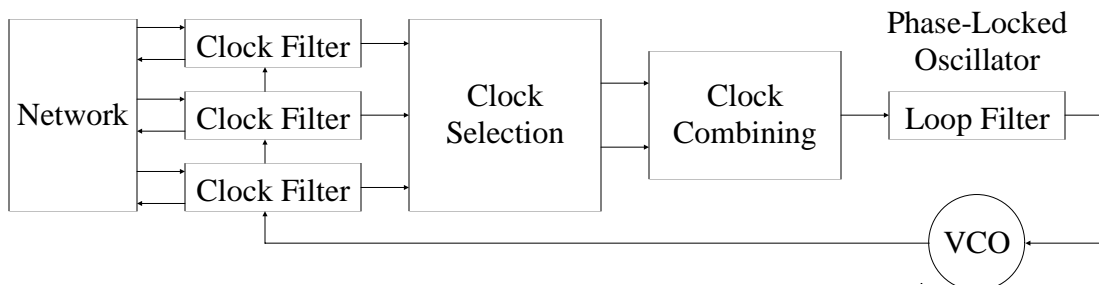 Phase-Locked
Oscillator
Network
Clock Filter
Clock Filter
Clock Filter
Clock
Selection
Clock
Combining
Loop Filter
VCO